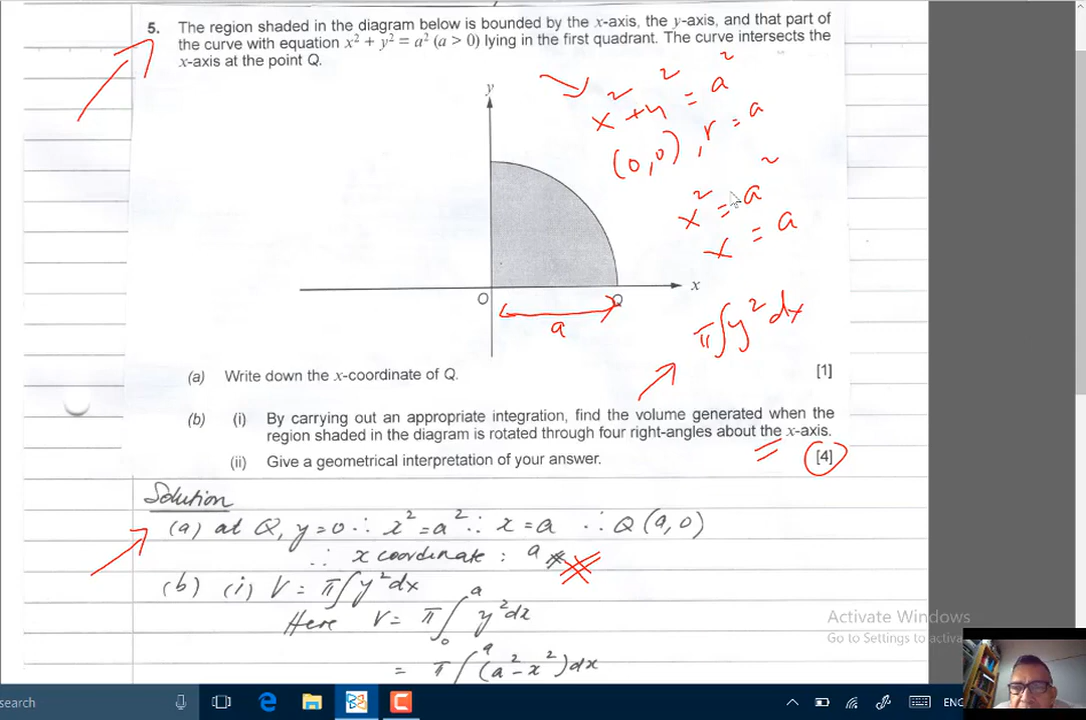 5. The region shaded in the diagram below is bounded by the x-axis, the y-axis, and that part of
the curve with equation x² + y² = a² (a > 0) lying in the first quadrant. The curve intersects the
x-axis at the point Q.
x² + y² = a²
(0,0), r = a
x² = a²
x = a
y
O
Q
x
a
π∫y² dx
(a) Write down the x-coordinate of Q. [1]
(b) (i) By carrying out an appropriate integration, find the volume generated when the
region shaded in the diagram is rotated through four right-angles about the x-axis.
(ii) Give a geometrical interpretation of your answer. [4]
Solution
(a) at Q, y=0 ∴ x² = a² ∴ x = a ∴ Q (a, 0)
∴ x coordinate : a
(b) (i) V = π∫y²dx
Here V = π∫₀ᵃ y²dx
= π∫ᵃ(a² - x²)dx
Activate Windows
Go to Settings to activa
search
ENG